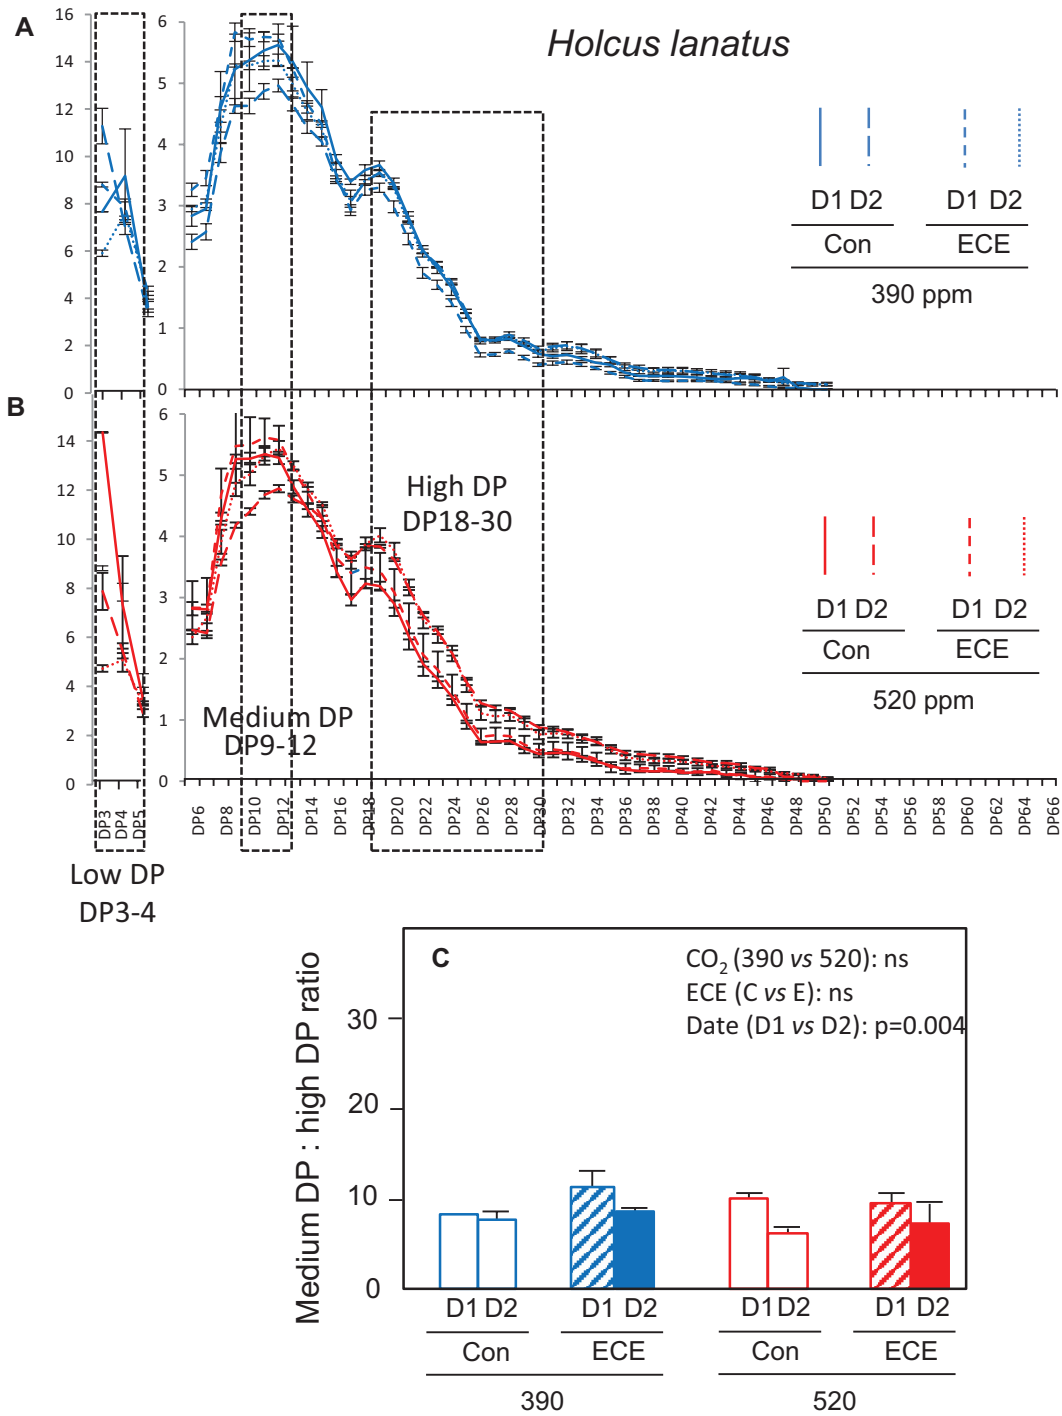 A
Holcus lanatus
16
14
12
10
8
6
4
2
0
6
5
4
3
2
1
0
D1 D2 D1 D2
Con ECE
390 ppm
B
14
12
10
8
6
4
2
0
6
5
4
3
2
1
0
High DP
DP18-30
Medium DP
DP9-12
D1 D2 D1 D2
Con ECE
520 ppm
DP3 DP4 DP5 DP6 DP8 DP10 DP12 DP14 DP16 DP18 DP20 DP22 DP24 DP26 DP28 DP30 DP32 DP34 DP36 DP38 DP40 DP42 DP44 DP46 DP48 DP50 DP52 DP54 DP56 DP58 DP60 DP62 DP64 DP66
Low DP
DP3-4
C
CO2 (390 vs 520): ns
ECE (C vs E): ns
Date (D1 vs D2): p=0.004
Medium DP : high DP ratio
30
20
10
0
D1 D2 D1 D2 D1 D2 D1 D2
Con ECE Con ECE
390 520